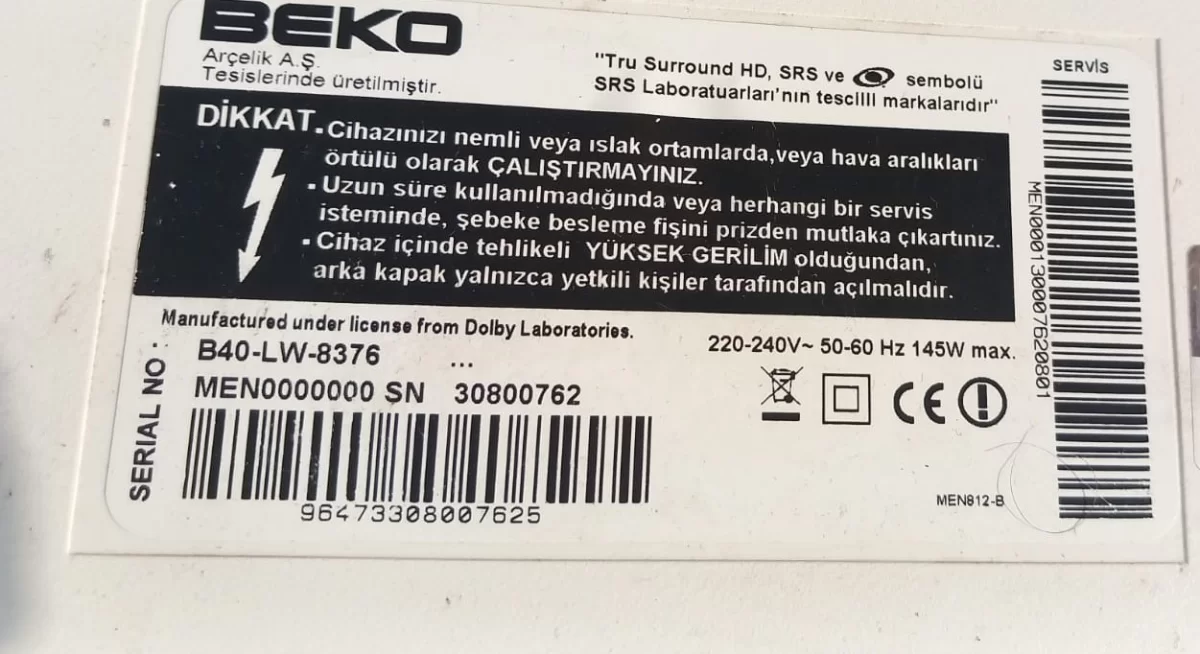 BEKO
Arçelik A.Ş.
Tesislerinde üretilmiştir.
"Tru Surround HD, SRS ve sembolü
SRS Laboratuarları'nın tescilli markalarıdır"
SERVİS
DİKKAT
▪ Cihazınızı nemli veya ıslak ortamlarda,veya hava aralıkları
örtülü olarak ÇALIŞTIRMAYINIZ.
▪ Uzun süre kullanılmadığında veya herhangi bir servis
isteminde, şebeke besleme fişini prizden mutlaka çıkartınız.
▪ Cihaz içinde tehlikeli YÜKSEK GERİLİM olduğundan,
arka kapak yalnızca yetkili kişiler tarafından açılmalıdır.
MEN000130007620801
Manufactured under license from Dolby Laboratories.
B40-LW-8376 ...
220-240V~ 50-60 Hz 145W max.
MEN0000000 SN 30800762
SERIAL NO :
CE
96473308007625
MEN812-B